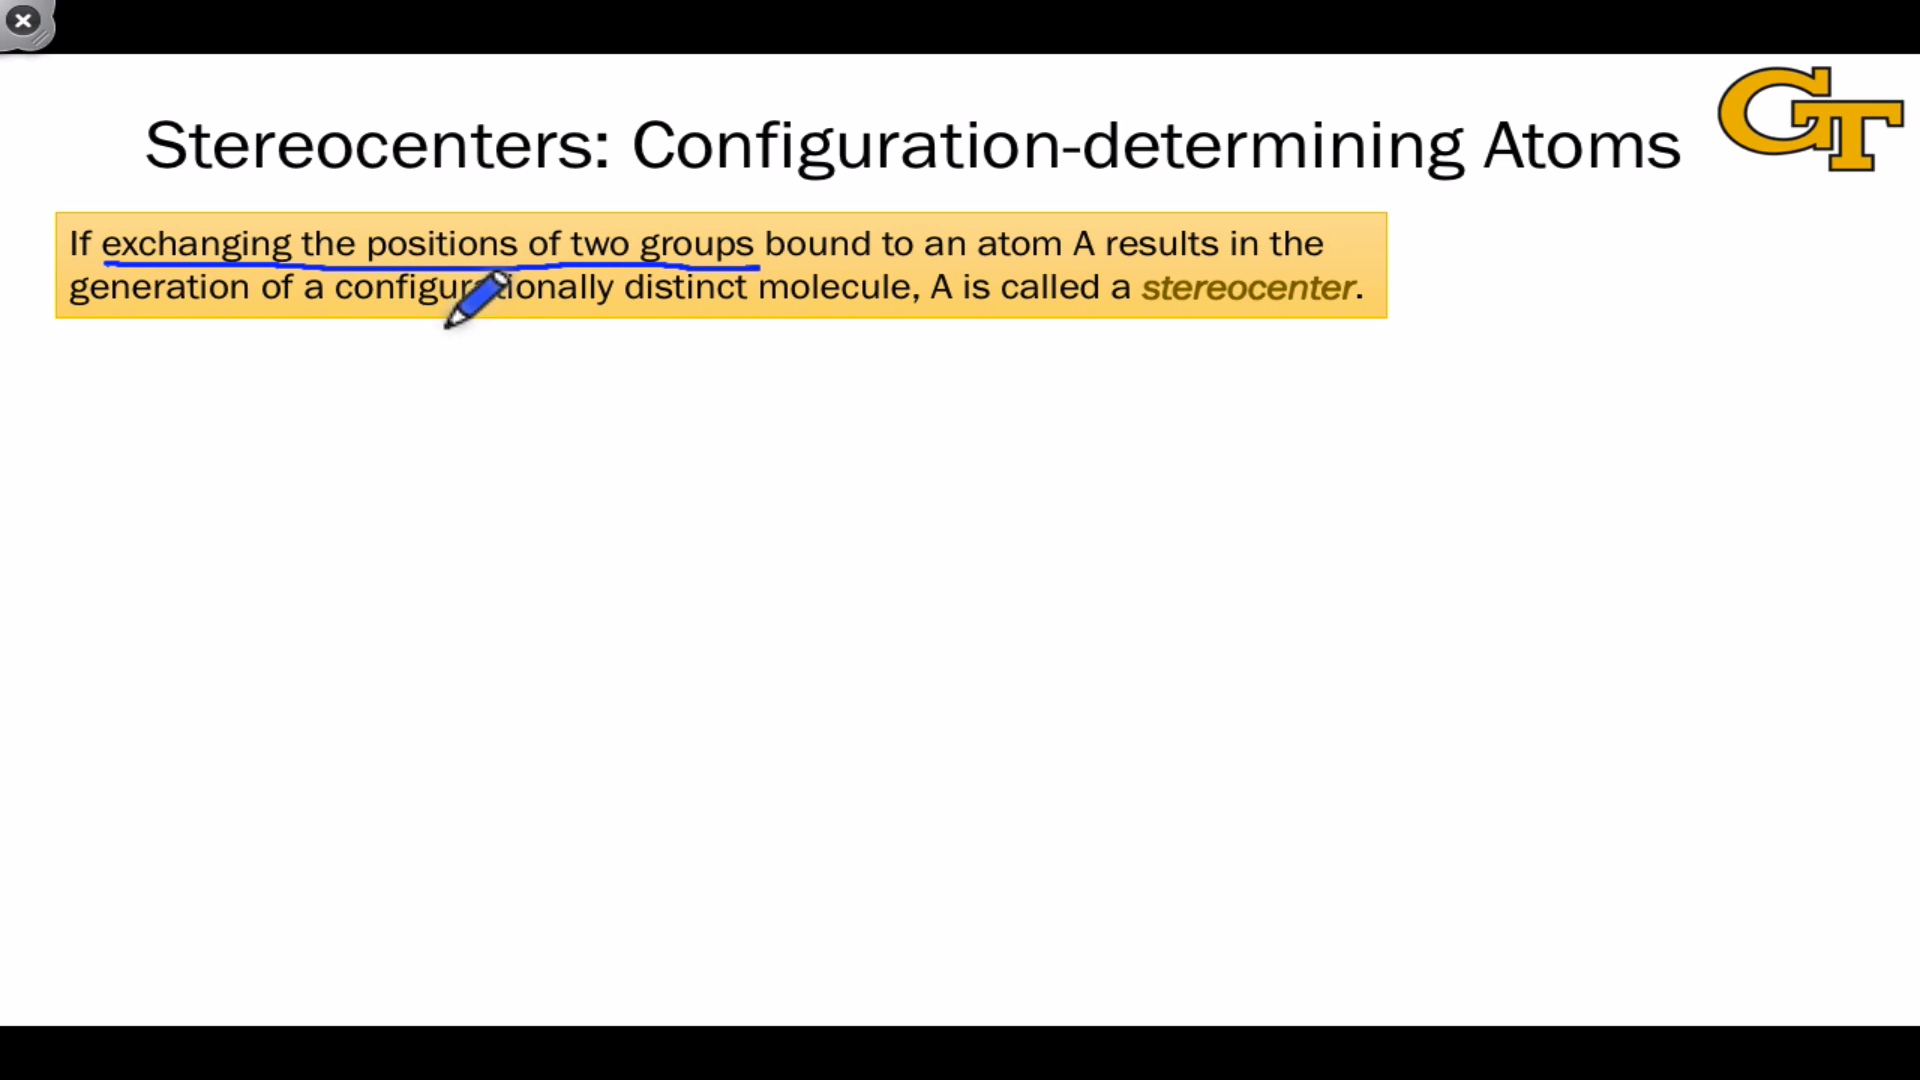 Stereocenters: Configuration-determining Atoms
GT
If exchanging the positions of two groups bound to an atom A results in the
generation of a configurationally distinct molecule, A is called a stereocenter.